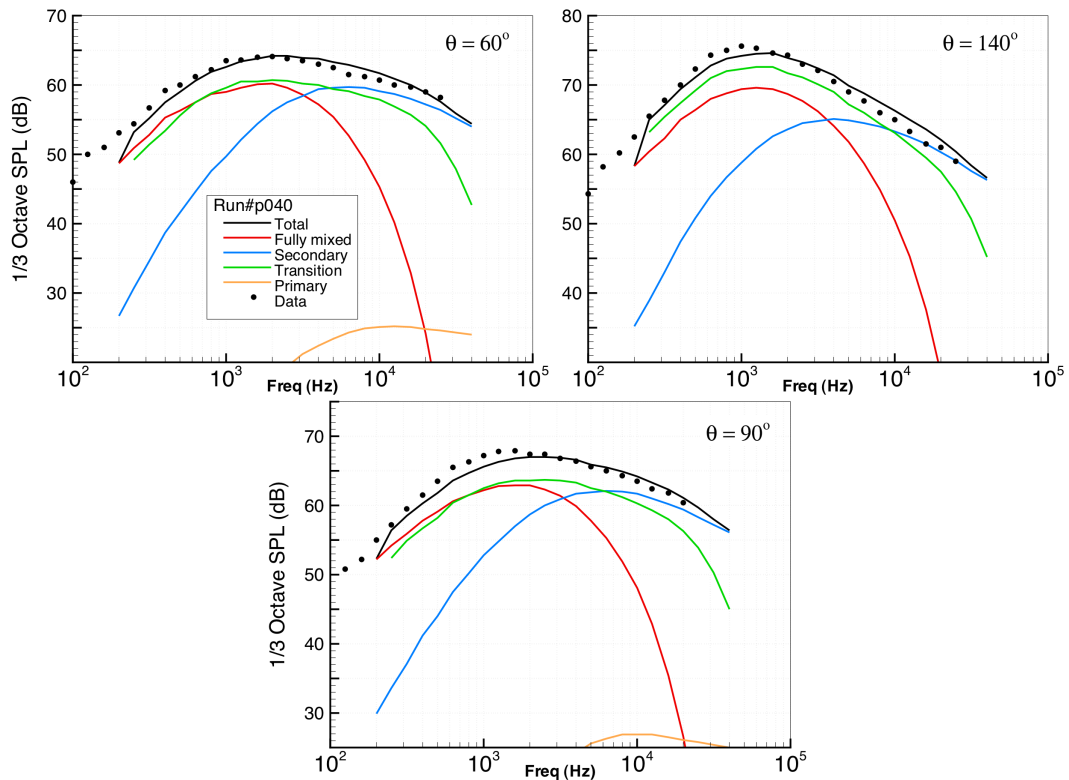 70
60
50
40
30
1/3 Octave SPL (dB)
θ = 60°
Run#p040
Total
Fully mixed
Secondary
Transition
Primary
Data
10² 10³ 10⁴ 10⁵
Freq (Hz)
80
70
60
50
40
θ = 140°
10² 10³ 10⁴ 10⁵
Freq (Hz)
70
60
50
40
30
1/3 Octave SPL (dB)
θ = 90°
10² 10³ 10⁴ 10⁵
Freq (Hz)